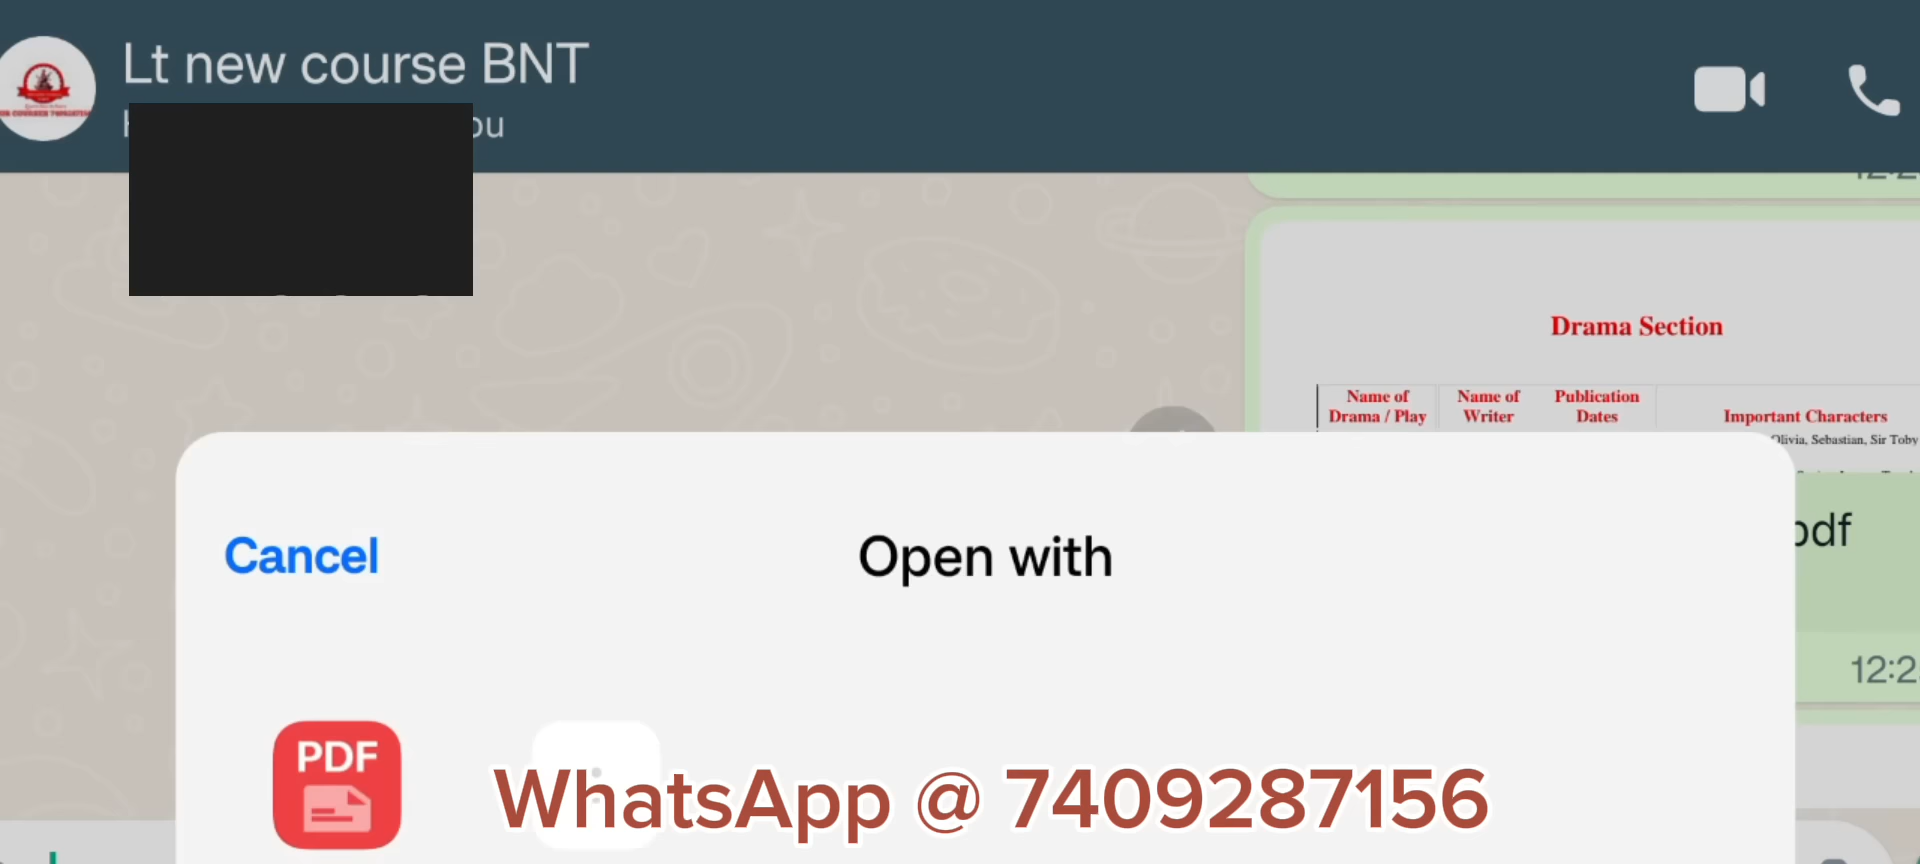 Lt new course BNT
Drama Section
Name of Drama / Play
Name of Writer
Publication Dates
Important Characters
Olivia, Sebastian, Sir Toby
pdf
Cancel
Open with
12:2
PDF
WhatsApp @ 7409287156